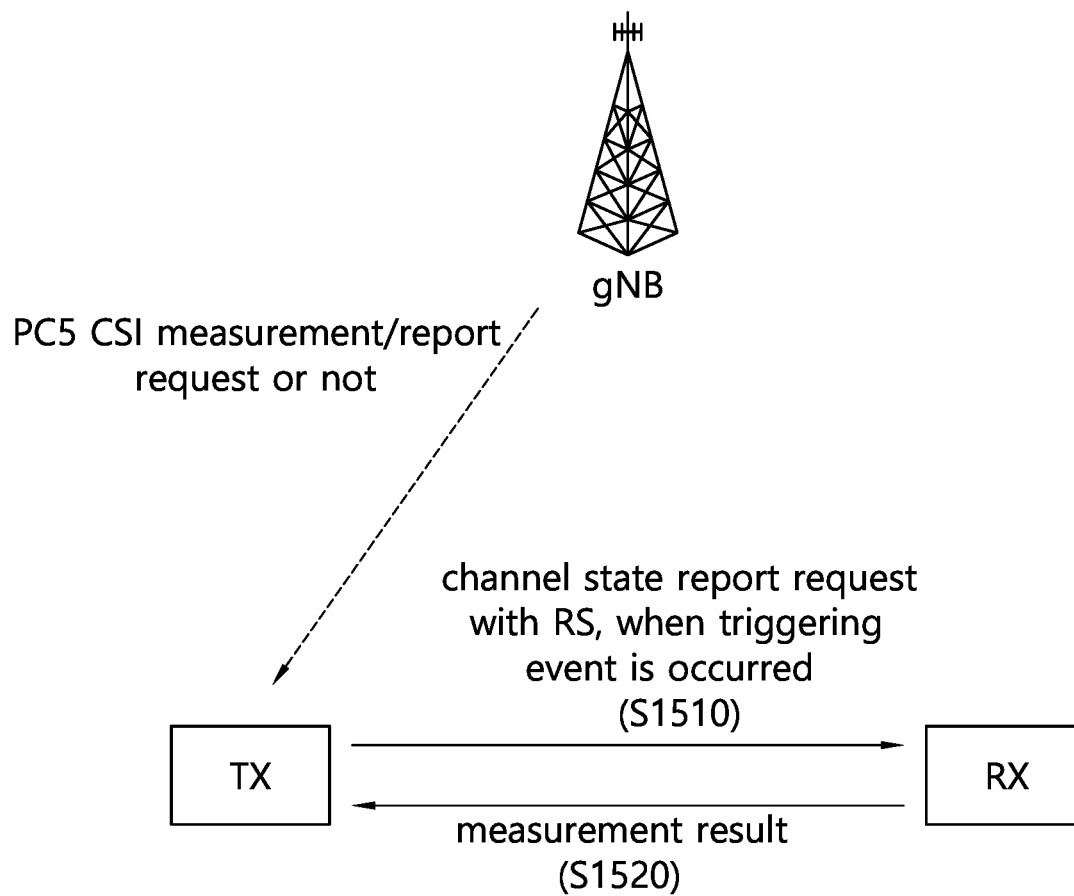 gNB
PC5 CSI measurement/report
request or not
channel state report request
with RS, when triggering
event is occurred
(S1510)
TX
RX
measurement result
(S1520)